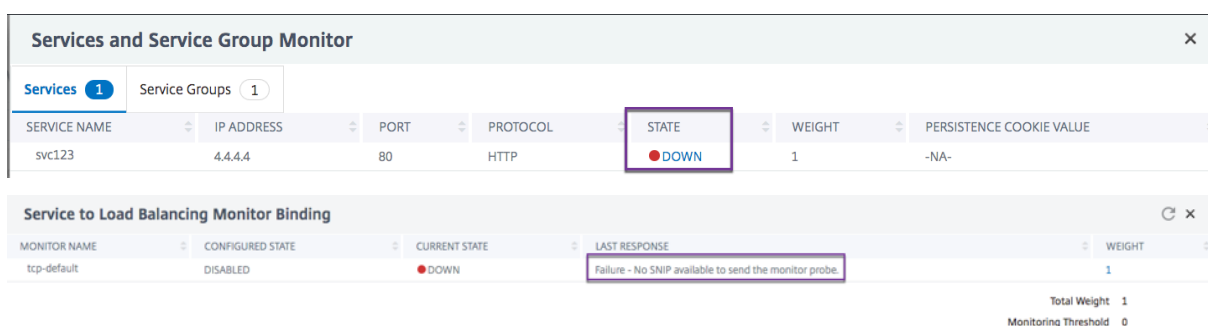 Services and Service Group Monitor ×
Services 1 Service Groups 1
SERVICE NAME IP ADDRESS PORT PROTOCOL STATE WEIGHT PERSISTENCE COOKIE VALUE
svc123 4.4.4.4 80 HTTP DOWN 1 -NA-
Service to Load Balancing Monitor Binding ×
MONITOR NAME CONFIGURED STATE CURRENT STATE LAST RESPONSE WEIGHT
tcp-default DISABLED DOWN Failure - No SNIP available to send the monitor probe. 1
Total Weight 1
Monitoring Threshold 0